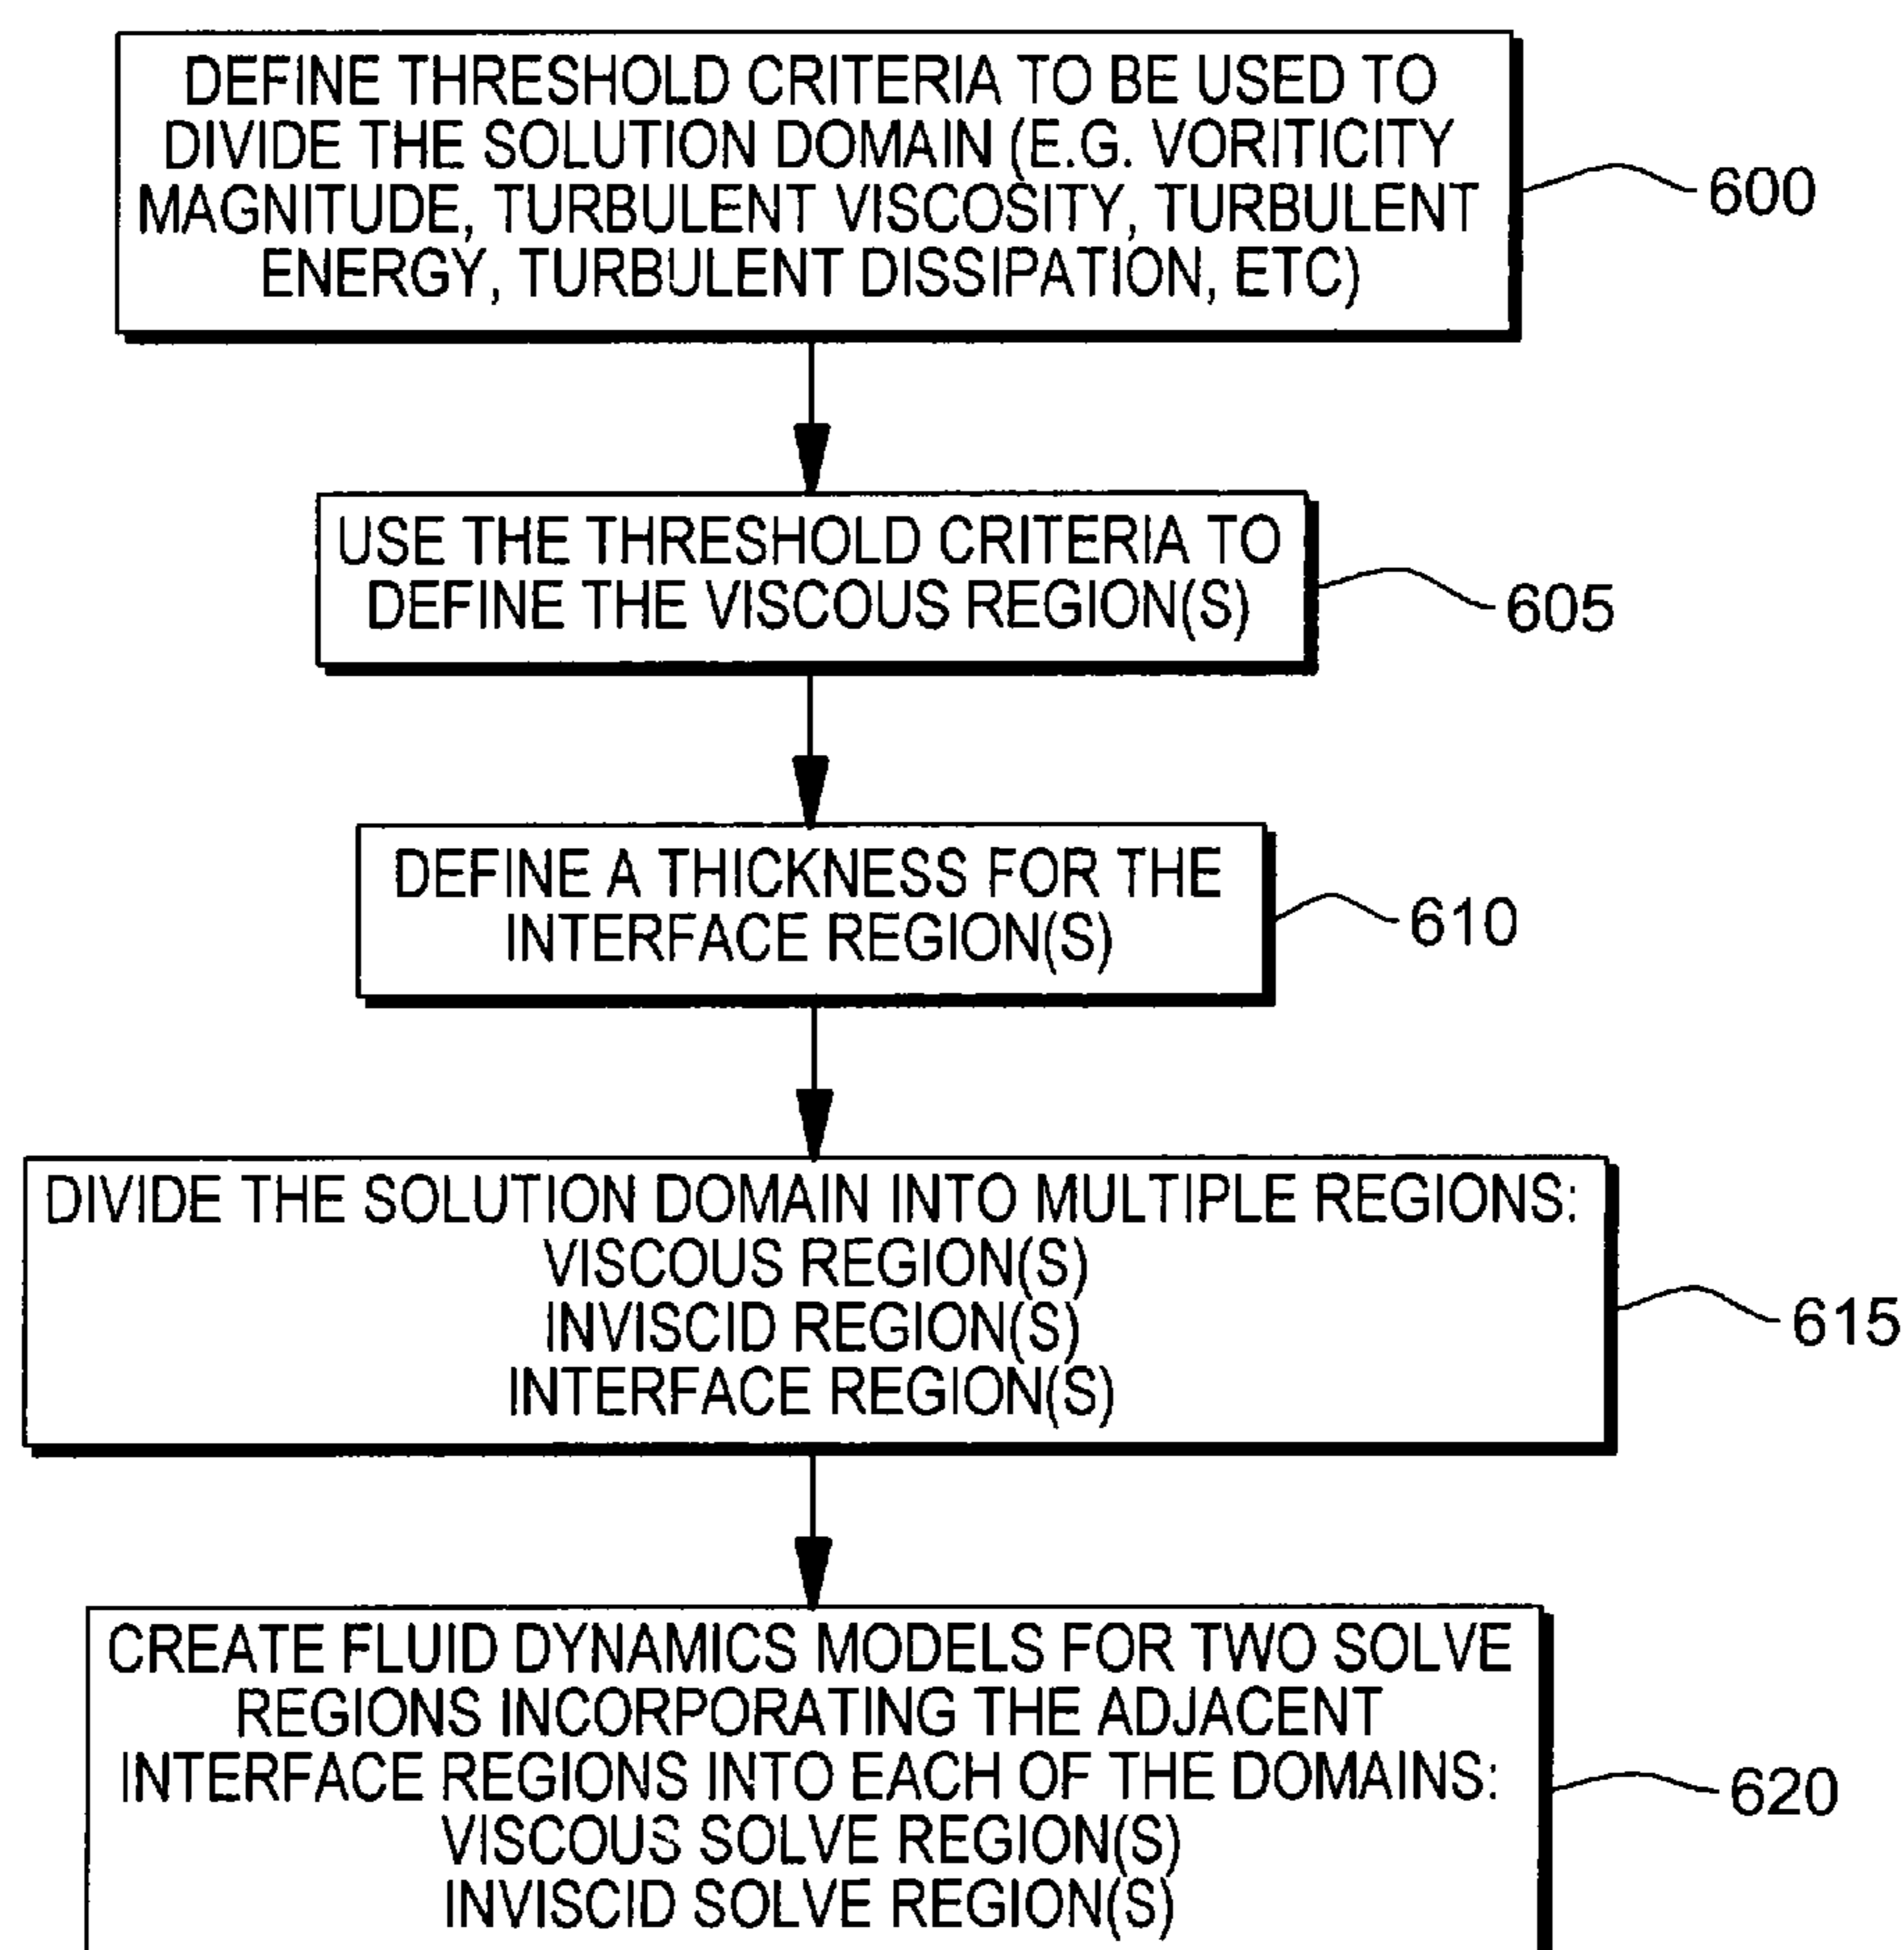 DEFINE THRESHOLD CRITERIA TO BE USED TO
DIVIDE THE SOLUTION DOMAIN (E.G. VORITICITY
MAGNITUDE, TURBULENT VISCOSITY, TURBULENT
ENERGY, TURBULENT DISSIPATION, ETC)
600
USE THE THRESHOLD CRITERIA TO
DEFINE THE VISCOUS REGION(S)
605
DEFINE A THICKNESS FOR THE
INTERFACE REGION(S)
610
DIVIDE THE SOLUTION DOMAIN INTO MULTIPLE REGIONS:
VISCOUS REGION(S)
INVISCID REGION(S)
INTERFACE REGION(S)
615
CREATE FLUID DYNAMICS MODELS FOR TWO SOLVE
REGIONS INCORPORATING THE ADJACENT
INTERFACE REGIONS INTO EACH OF THE DOMAINS:
VISCOUS SOLVE REGION(S)
INVISCID SOLVE REGION(S)
620